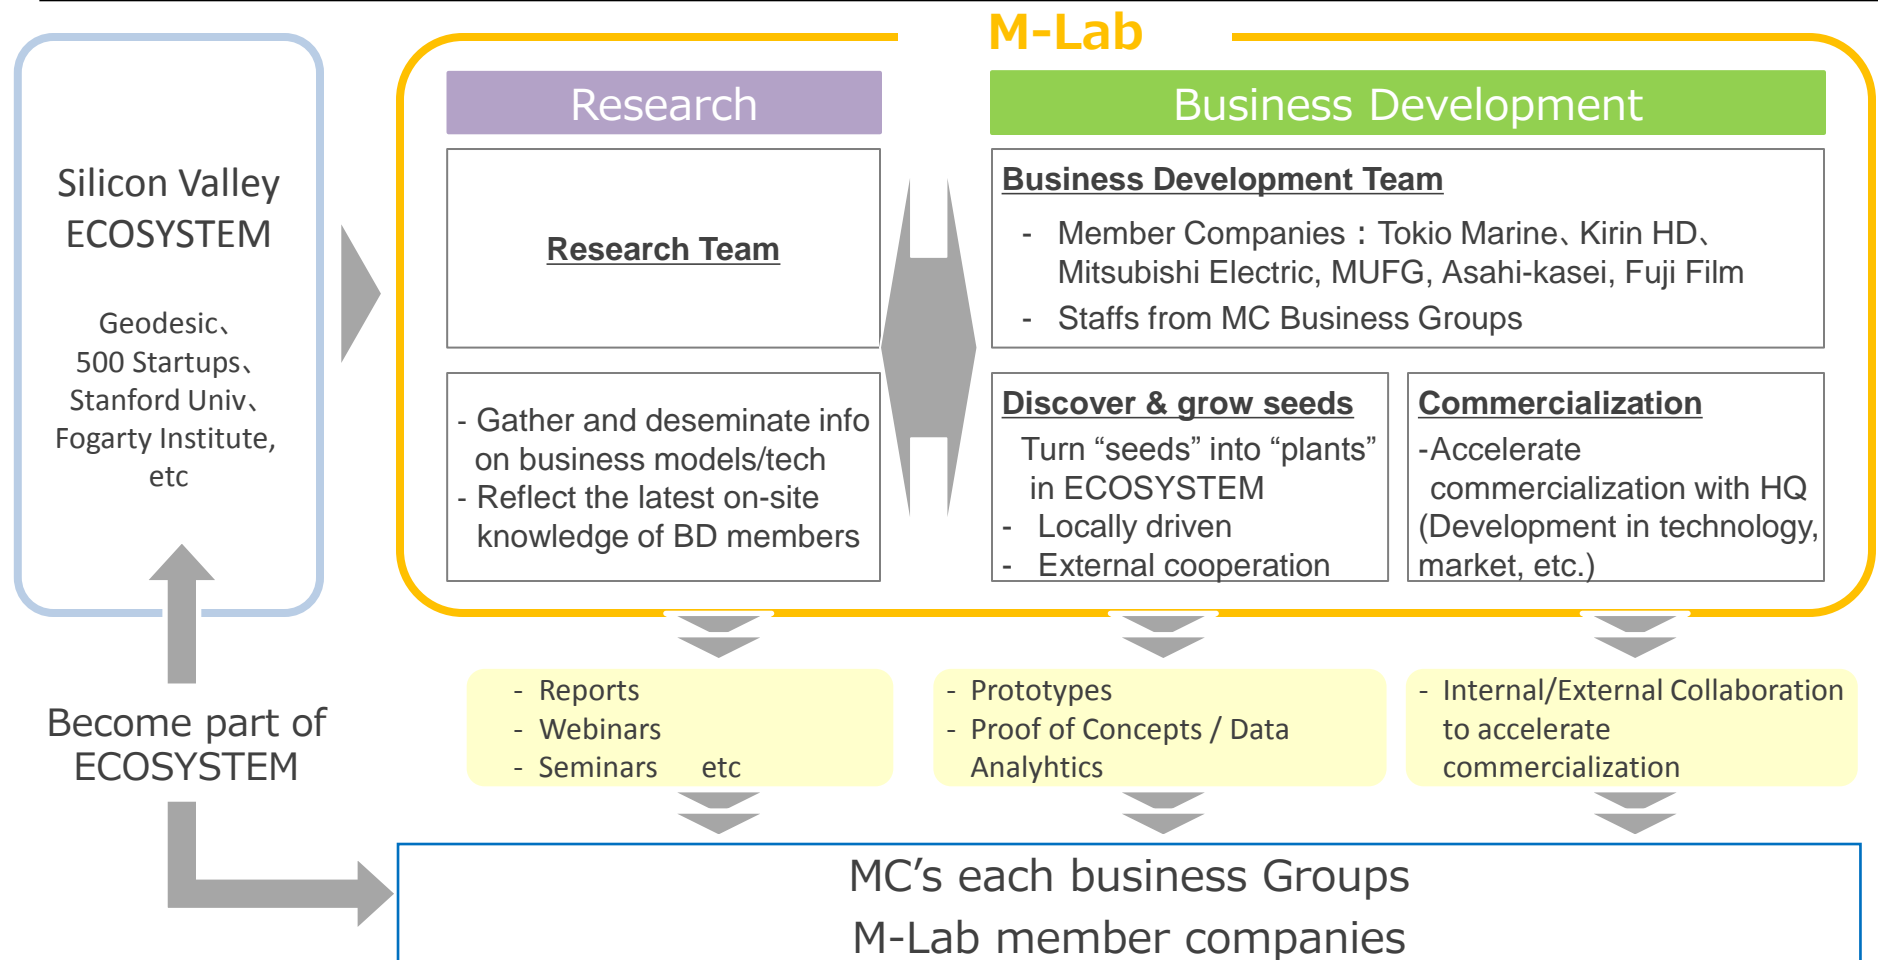 M-Lab
Silicon Valley
ECOSYSTEM
Geodesic、
500 Startups、
Stanford Univ、
Fogarty Institute,
etc
Become part of
ECOSYSTEM
Research
Research Team
- Gather and deseminate info
on business models/tech
- Reflect the latest on-site
knowledge of BD members
Business Development
Business Development Team
- Member Companies：Tokio Marine、Kirin HD、
Mitsubishi Electric, MUFG, Asahi-kasei, Fuji Film
- Staffs from MC Business Groups
Discover & grow seeds
Turn “seeds” into “plants”
in ECOSYSTEM
- Locally driven
- External cooperation
Commercialization
-Accelerate
commercialization with HQ
(Development in technology,
market, etc.)
- Reports
- Webinars
- Seminars etc
- Prototypes
- Proof of Concepts / Data
Analyhtics
- Internal/External Collaboration
to accelerate
commercialization
MC’s each business Groups
M-Lab member companies